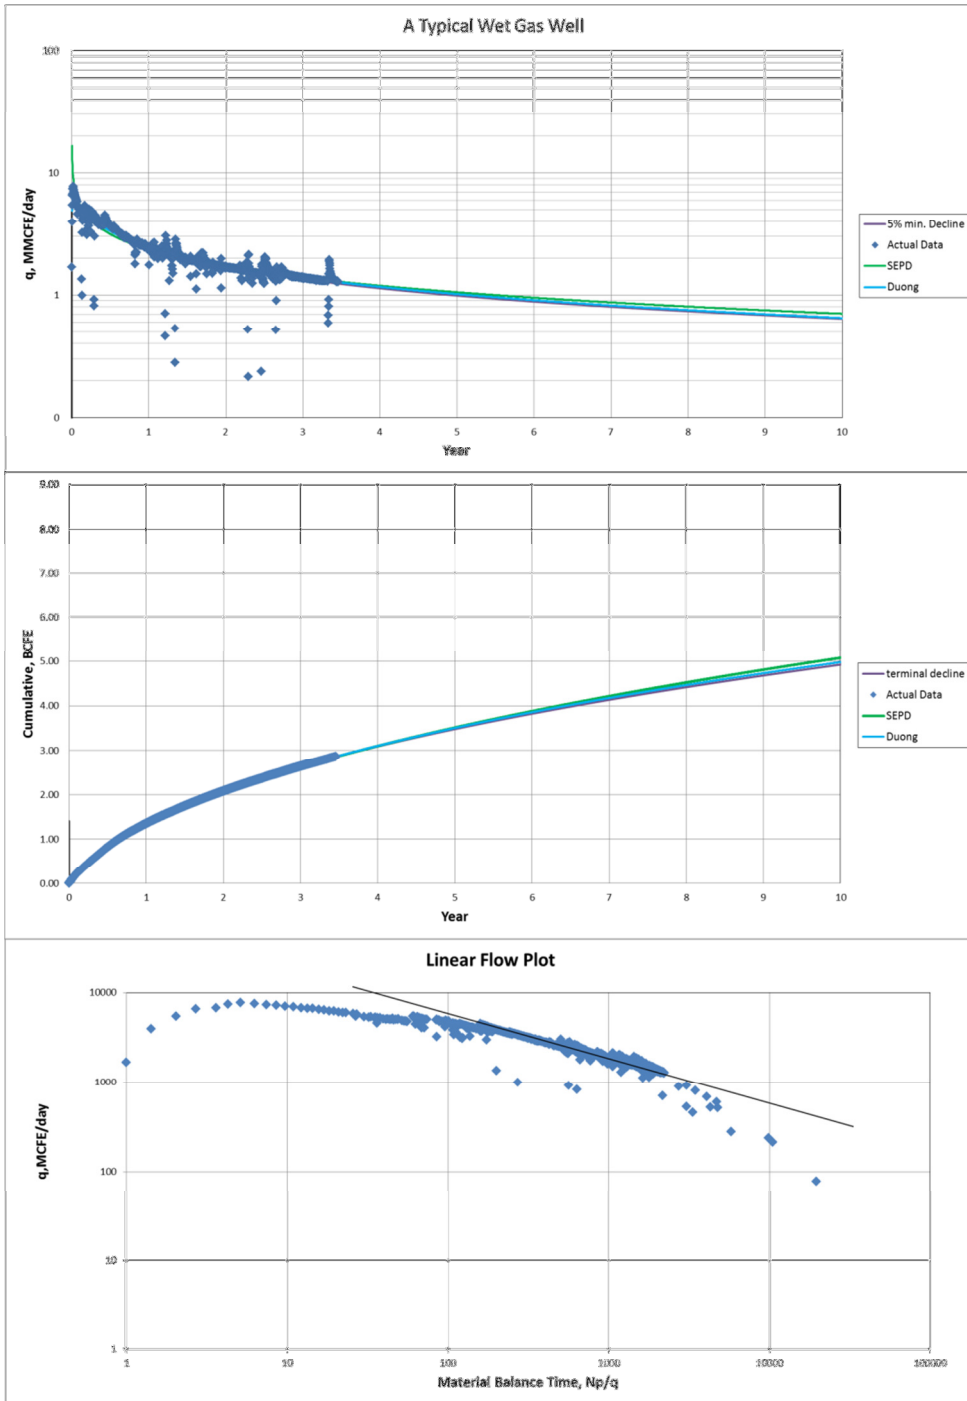 A Typical Wet Gas Well
100
10
1
0
q, MMCFE/day
0 1 2 3 4 5 6 7 8 9 10
Year
5% min. Decline
Actual Data
SEPD
Duong
9.00
8.00
7.00
6.00
5.00
4.00
3.00
2.00
1.00
0.00
Cumulative, BCFE
0 1 2 3 4 5 6 7 8 9 10
Year
terminal decline
Actual Data
SEPD
Duong
Linear Flow Plot
10000
1000
100
10
1
q,MCFE/day
1 10 100 1000 10000 100000
Material Balance Time, Np/q